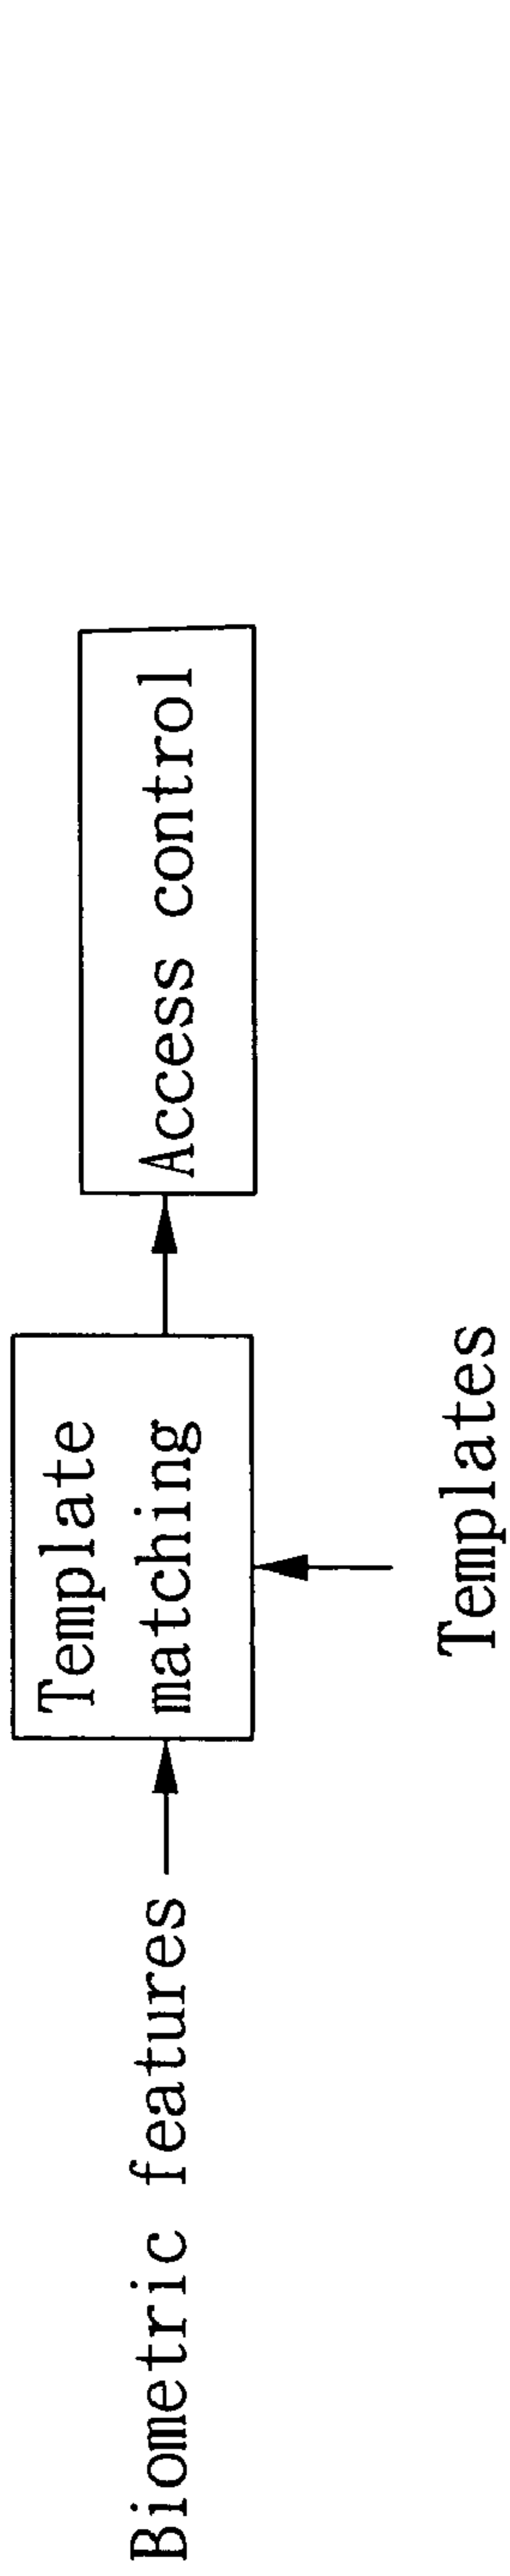 Biometric features
Template
matching
Access control
Templates